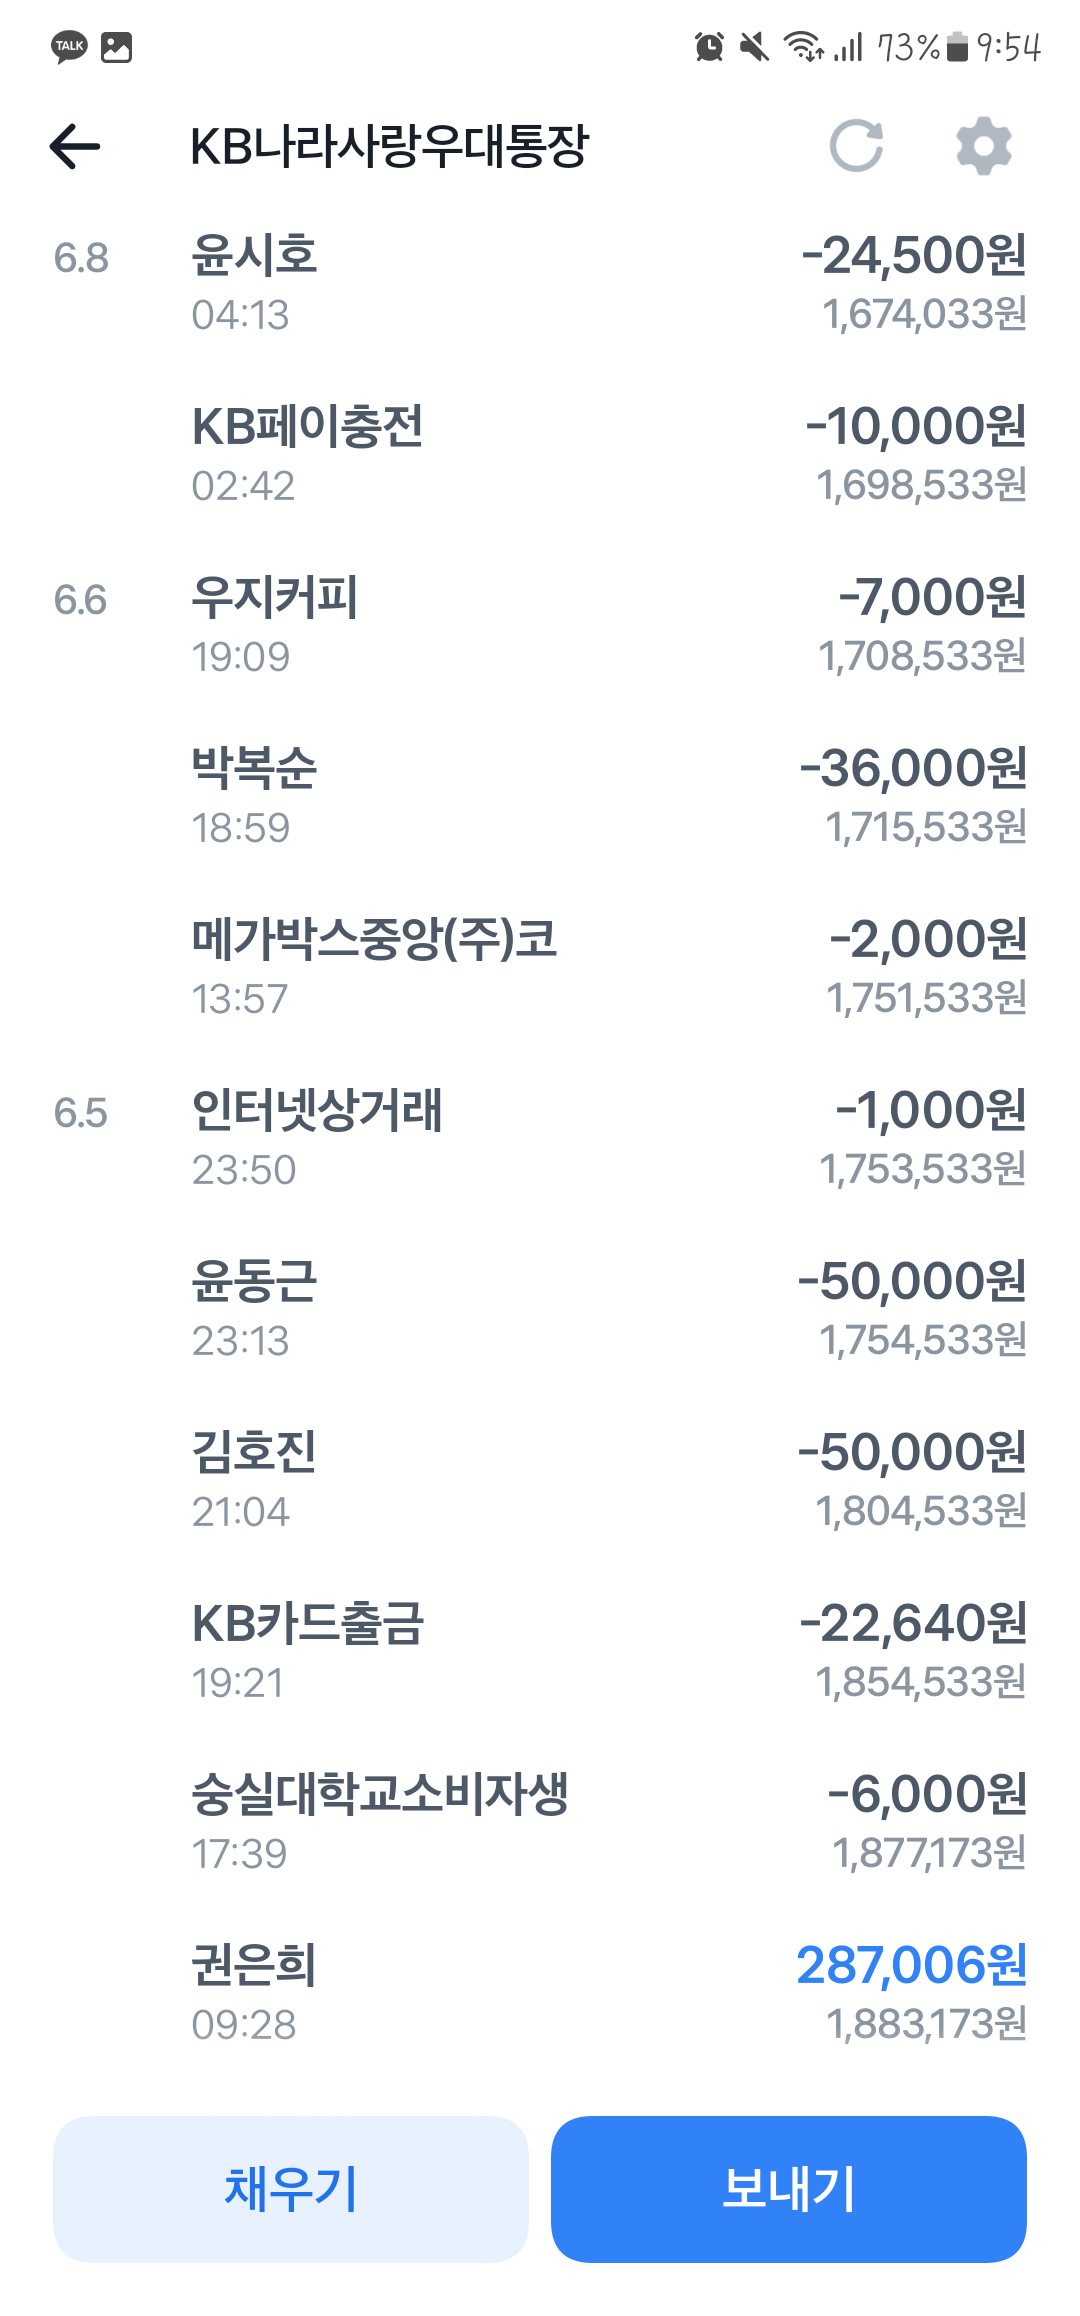 TALK 73% 9:54
KB나라사랑우대통장
6.8 윤시호 -24,500원
04:13 1,674,033원
KB페이충전 -10,000원
02:42 1,698,533원
6.6 우지커피 -7,000원
19:09 1,708,533원
박복순 -36,000원
18:59 1,715,533원
메가박스중앙(주)코 -2,000원
13:57 1,751,533원
6.5 인터넷상거래 -1,000원
23:50 1,753,533원
윤동근 -50,000원
23:13 1,754,533원
김호진 -50,000원
21:04 1,804,533원
KB카드출금 -22,640원
19:21 1,854,533원
숭실대학교소비자생 -6,000원
17:39 1,877,173원
권은희 287,006원
09:28 1,883,173원
채우기 보내기